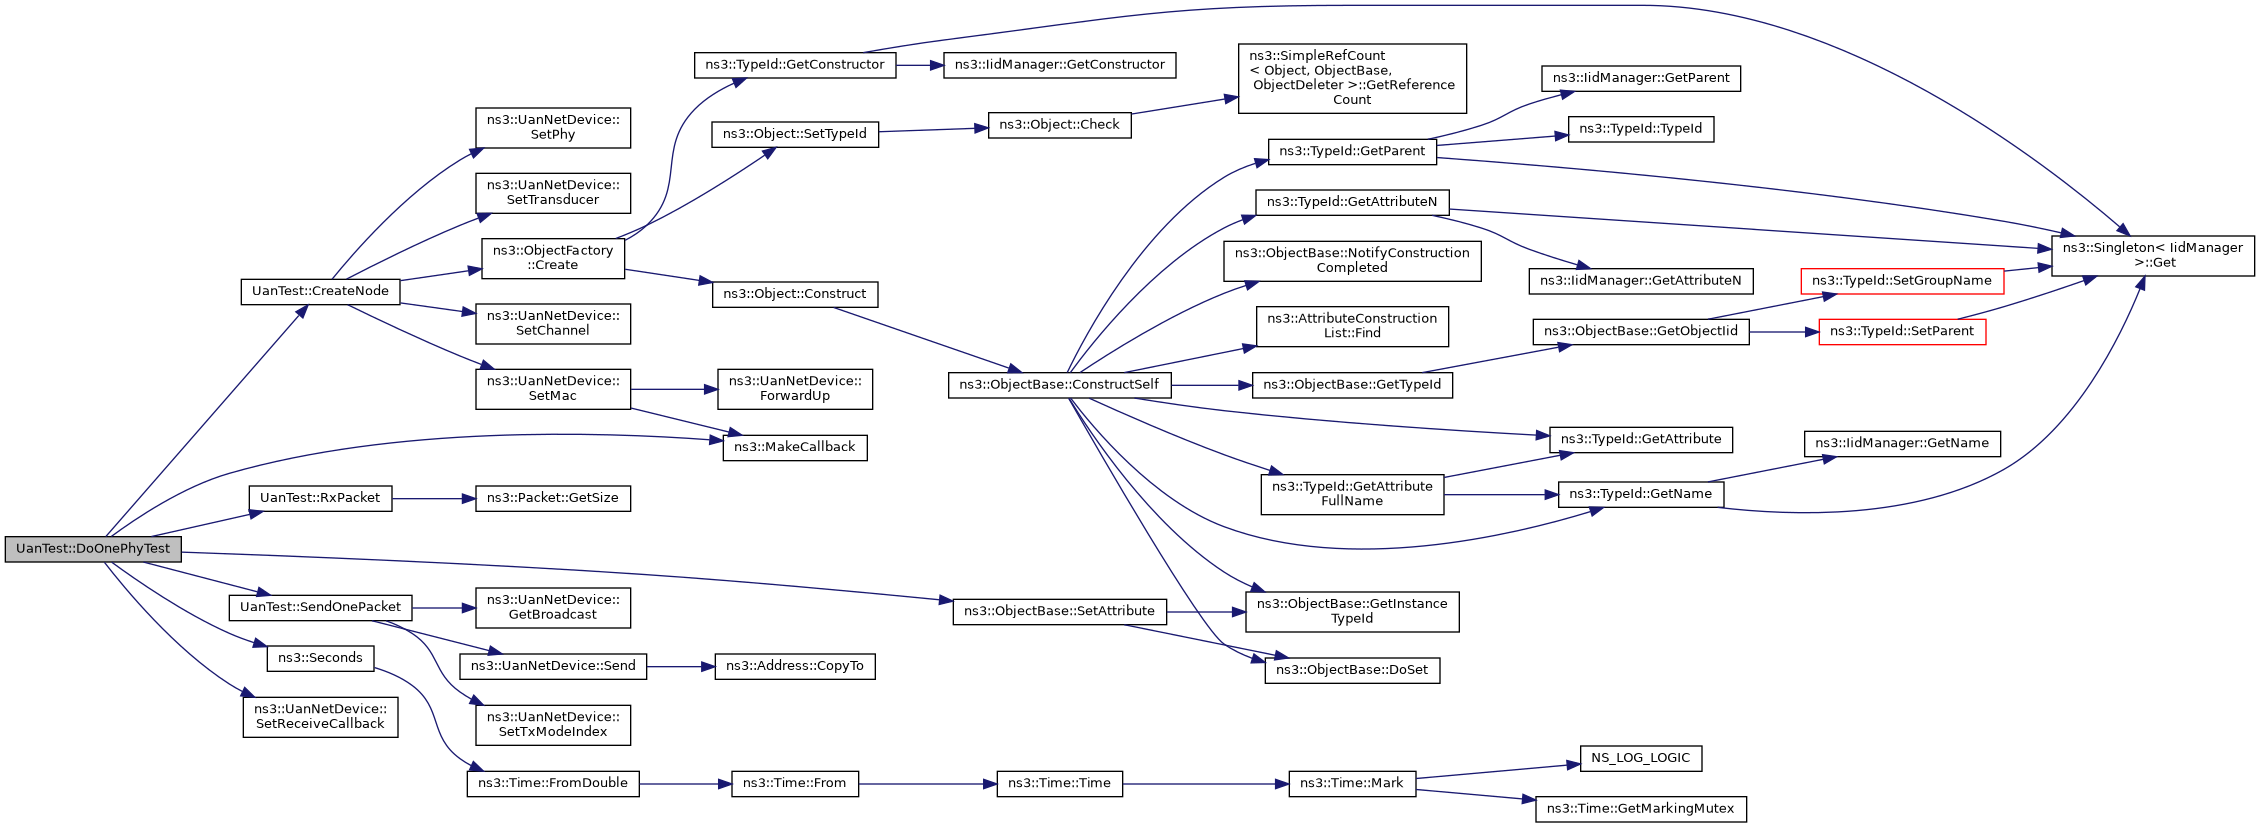 UanTest::DoOnePhyTest
UanTest::CreateNode
UanTest::RxPacket
UanTest::SendOnePacket
ns3::Seconds
ns3::UanNetDevice::
SetReceiveCallback
ns3::UanNetDevice::
SetPhy
ns3::UanNetDevice::
SetTransducer
ns3::ObjectFactory
::Create
ns3::UanNetDevice::
SetChannel
ns3::UanNetDevice::
SetMac
ns3::Packet::GetSize
ns3::UanNetDevice::
GetBroadcast
ns3::UanNetDevice::Send
ns3::UanNetDevice::
SetTxModeIndex
ns3::Time::FromDouble
ns3::TypeId::GetConstructor
ns3::Object::SetTypeId
ns3::Object::Construct
ns3::UanNetDevice::
ForwardUp
ns3::MakeCallback
ns3::Address::CopyTo
ns3::Time::From
ns3::IidManager::GetConstructor
ns3::Object::Check
ns3::ObjectBase::ConstructSelf
ns3::ObjectBase::SetAttribute
ns3::Time::Time
ns3::SimpleRefCount
< Object, ObjectBase,
ObjectDeleter >::GetReference
Count
ns3::TypeId::GetParent
ns3::TypeId::GetAttributeN
ns3::ObjectBase::NotifyConstruction
Completed
ns3::AttributeConstruction
List::Find
ns3::ObjectBase::GetTypeId
ns3::TypeId::GetAttribute
FullName
ns3::ObjectBase::GetInstance
TypeId
ns3::ObjectBase::DoSet
ns3::Time::Mark
ns3::IidManager::GetParent
ns3::TypeId::TypeId
ns3::IidManager::GetAttributeN
ns3::ObjectBase::GetObjectIid
ns3::TypeId::GetAttribute
ns3::TypeId::GetName
NS_LOG_LOGIC
ns3::Time::GetMarkingMutex
ns3::TypeId::SetGroupName
ns3::TypeId::SetParent
ns3::IidManager::GetName
ns3::Singleton< IidManager
>::Get